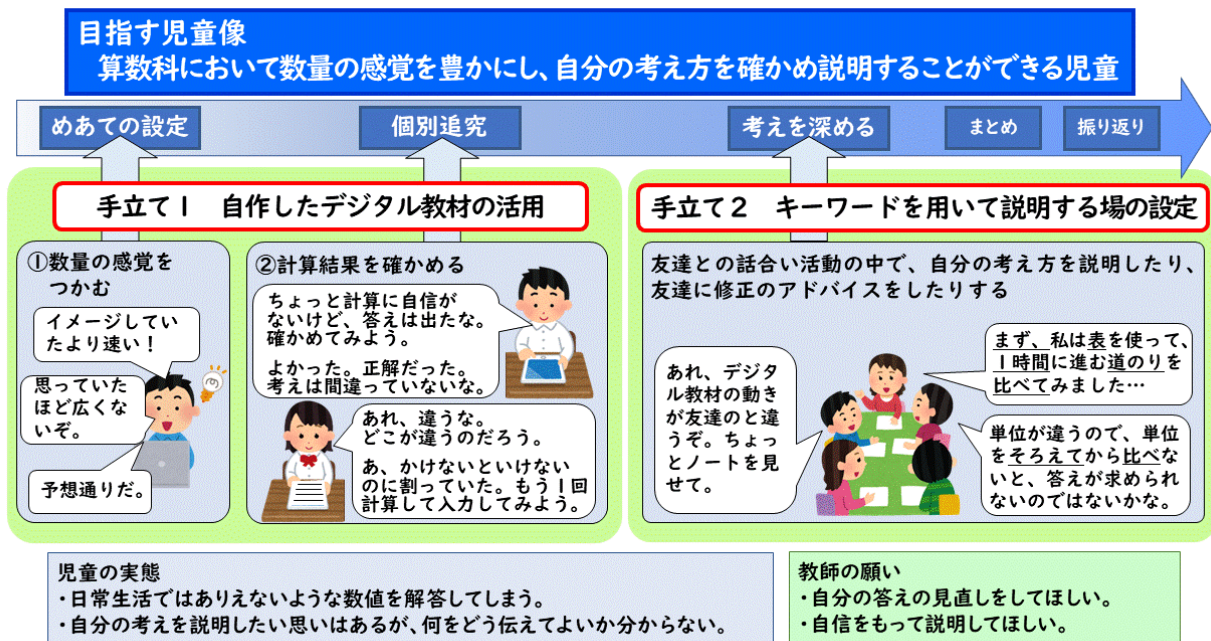 目指す児童像
算数科において数量の感覚を豊かにし、自分の考え方を確かめ説明することができる児童
めあての設定
個別追究
考えを深める
まとめ
振り返り
手立て1　自作したデジタル教材の活用
①数量の感覚を
つかむ
イメージしてい
たより速い！
思っていた
ほど広くな
いぞ。
予想通りだ。
②計算結果を確かめる
ちょっと計算に自信が
ないけど、答えは出たな。
確かめてみよう。
よかった。正解だった。
考えは間違っていないな。
あれ、違うな。
どこが違うのだろう。
あ、かけないといけない
のに割っていた。もう1回
計算して入力してみよう。
手立て2　キーワードを用いて説明する場の設定
友達との話合い活動の中で、自分の考え方を説明したり、
友達に修正のアドバイスをしたりする
あれ、デジタ
ル教材の動き
が友達のと違
うぞ。ちょっ
とノートを見
せて。
まず、私は表を使って、
1時間に進む道のりを
比べてみました…
単位が違うので、単位
をそろえてから比べな
いと、答えが求められ
ないのではないかな。
児童の実態
・日常生活ではありえないような数値を解答してしまう。
・自分の考えを説明したい思いはあるが、何をどう伝えてよいか分からない。
教師の願い
・自分の答えの見直しをしてほしい。
・自信をもって説明してほしい。